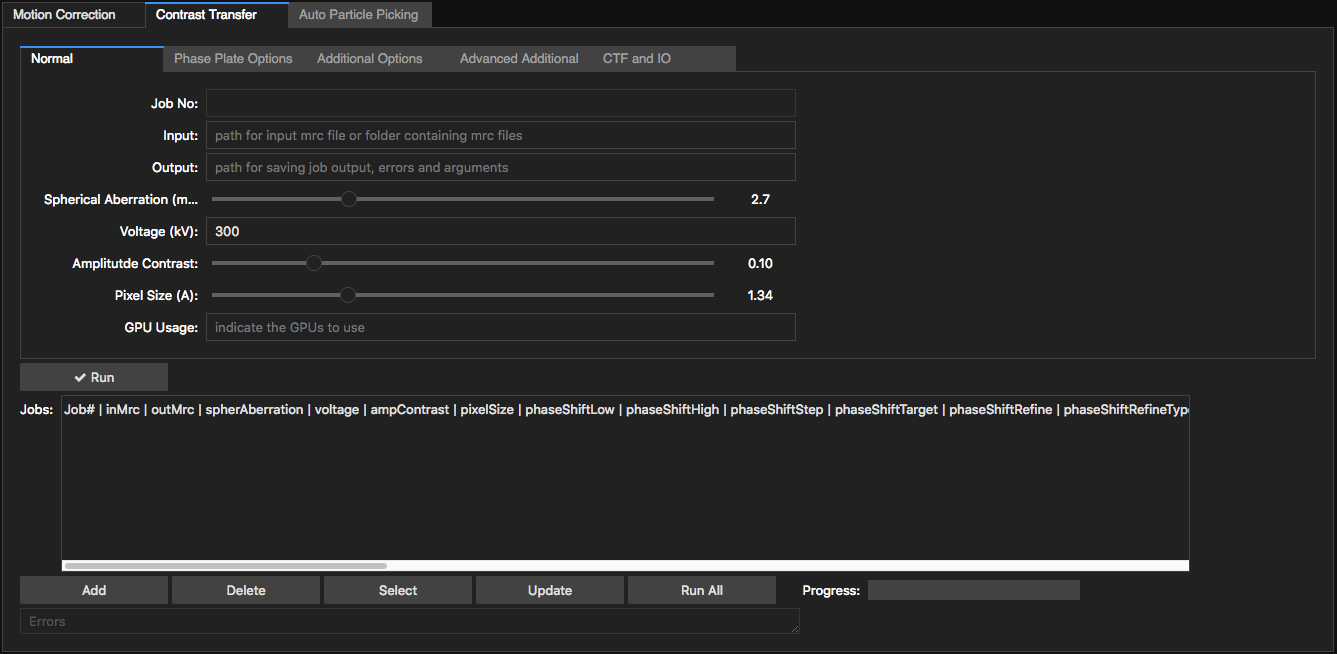 Motion Correction Contrast Transfer Auto Particle Picking
Normal Phase Plate Options Additional Options Advanced Additional CTF and IO
Job No:
Input: path for input mrc file or folder containing mrc files
Output: path for saving job output, errors and arguments
Spherical Aberration (m... 2.7
Voltage (kV): 300
Amplitutde Contrast: 0.10
Pixel Size (A): 1.34
GPU Usage: indicate the GPUs to use
Run
Jobs: Job# | inMrc | outMrc | spherAberration | voltage | ampContrast | pixelSize | phaseShiftLow | phaseShiftHigh | phaseShiftStep | phaseShiftTarget | phaseShiftRefine | phaseShiftRefineType
Add Delete Select Update Run All Progress:
Errors